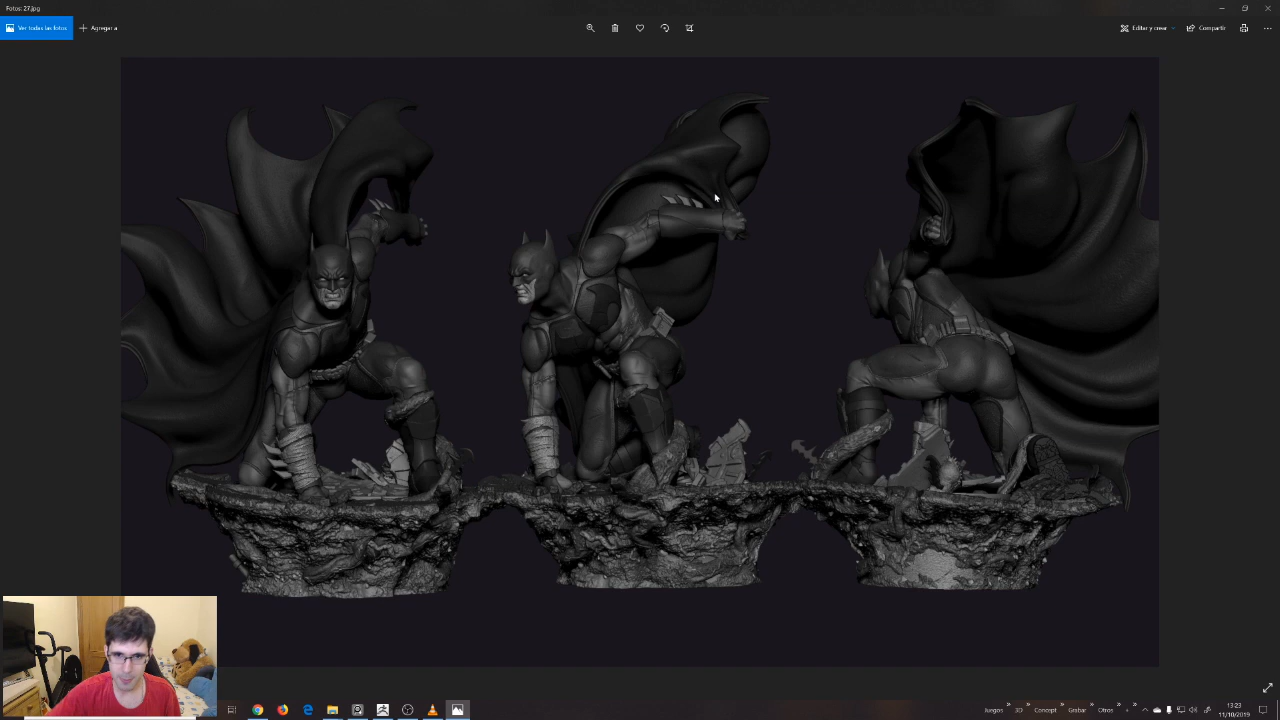 Fotos: 27.jpg
Ver todas las fotos
Agregar a
Editar y crear
Compartir
Juegos
3D
Concept
Grabar
Otros
13:23
11/10/2019